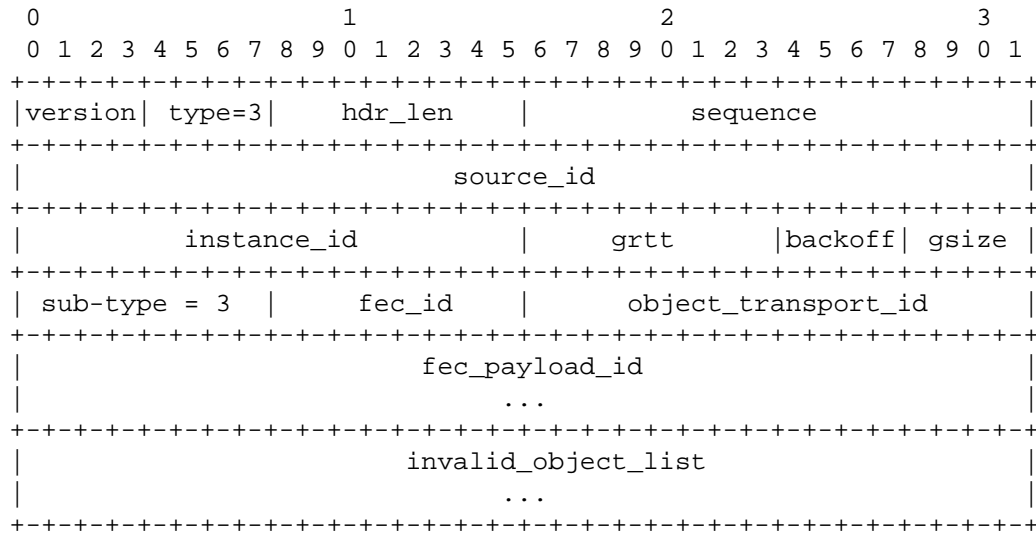 0                   1                   2                   3
0 1 2 3 4 5 6 7 8 9 0 1 2 3 4 5 6 7 8 9 0 1 2 3 4 5 6 7 8 9 0 1
+-+-+-+-+-+-+-+-+-+-+-+-+-+-+-+-+-+-+-+-+-+-+-+-+-+-+-+-+-+-+-+-+
|version| type=3|    hdr_len    |          sequence             |
+-+-+-+-+-+-+-+-+-+-+-+-+-+-+-+-+-+-+-+-+-+-+-+-+-+-+-+-+-+-+-+-+
|                           source_id                           |
+-+-+-+-+-+-+-+-+-+-+-+-+-+-+-+-+-+-+-+-+-+-+-+-+-+-+-+-+-+-+-+-+
|          instance_id          |     grtt      |backoff| gsize |
+-+-+-+-+-+-+-+-+-+-+-+-+-+-+-+-+-+-+-+-+-+-+-+-+-+-+-+-+-+-+-+-+
| sub-type = 3  |     fec_id    |      object_transport_id      |
+-+-+-+-+-+-+-+-+-+-+-+-+-+-+-+-+-+-+-+-+-+-+-+-+-+-+-+-+-+-+-+-+
|                         fec_payload_id                        |
|                              ...                              |
+-+-+-+-+-+-+-+-+-+-+-+-+-+-+-+-+-+-+-+-+-+-+-+-+-+-+-+-+-+-+-+-+
|                        invalid_object_list                    |
|                              ...                              |
+-+-+-+-+-+-+-+-+-+-+-+-+-+-+-+-+-+-+-+-+-+-+-+-+-+-+-+-+-+-+-+-+